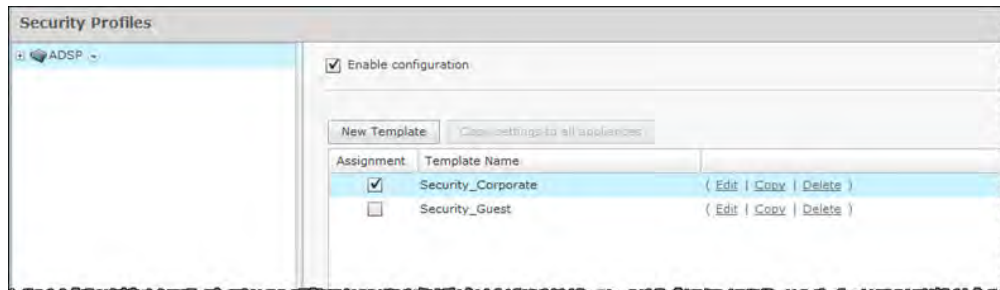 Security Profiles
ADSP
Enable configuration
New Template Copy settings to all appliances
Assignment Template Name
Security_Corporate ( Edit | Copy | Delete )
Security_Guest ( Edit | Copy | Delete )